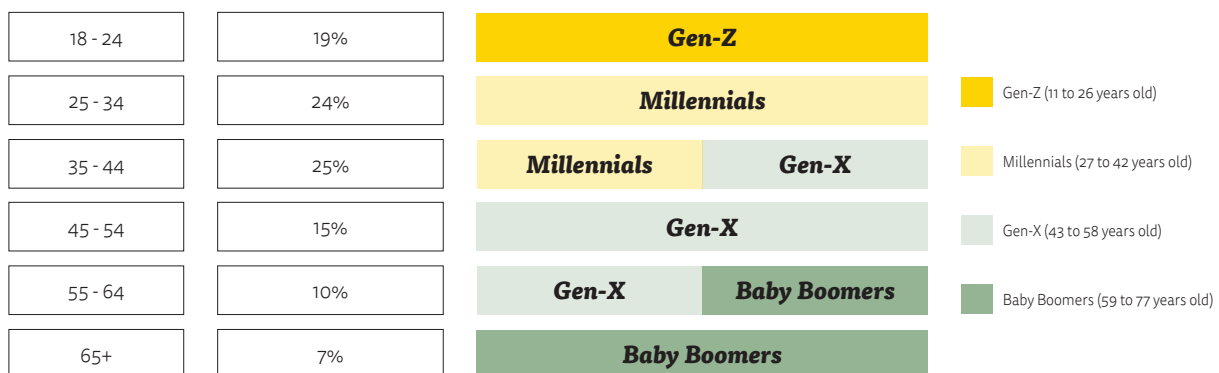 18 - 24 19% Gen-Z
25 - 34 24% Millennials
35 - 44 25% Millennials Gen-X
45 - 54 15% Gen-X
55 - 64 10% Gen-X Baby Boomers
65+ 7% Baby Boomers
Gen-Z (11 to 26 years old)
Millennials (27 to 42 years old)
Gen-X (43 to 58 years old)
Baby Boomers (59 to 77 years old)